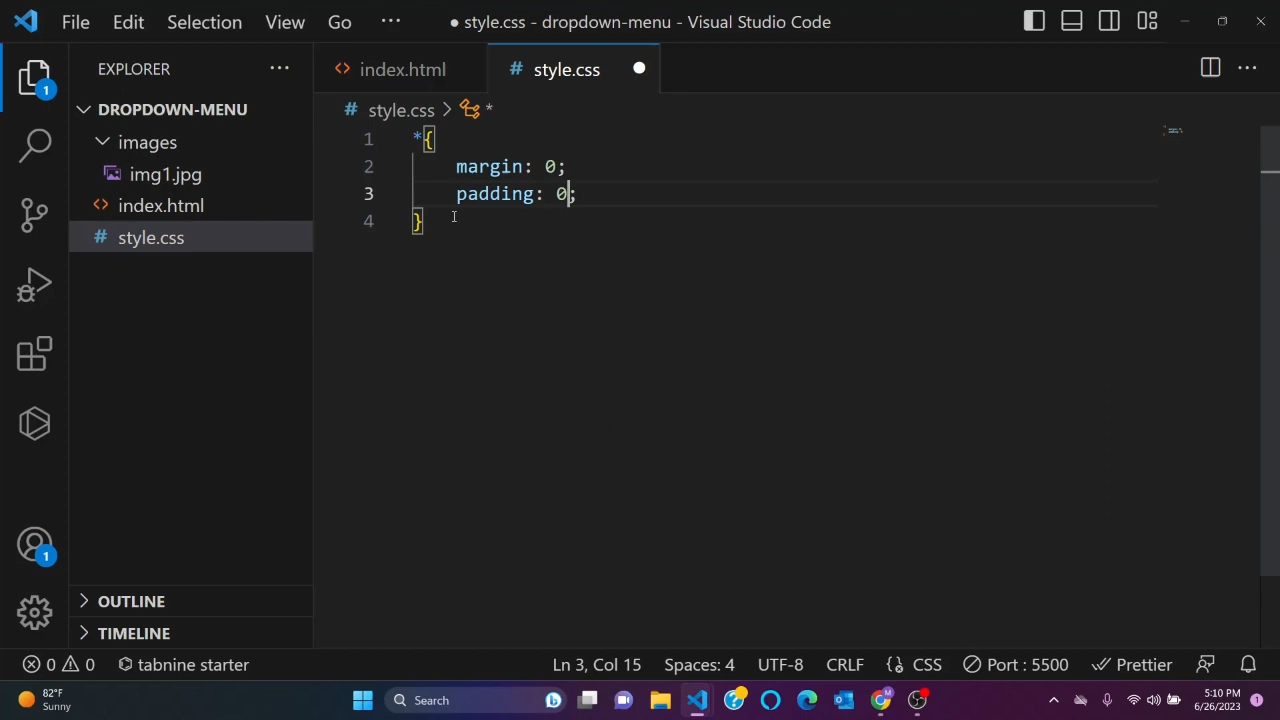 File Edit Selection View Go ··· ● style.css - dropdown-menu - Visual Studio Code
EXPLORER ···
DROPDOWN-MENU
images
img1.jpg
index.html
style.css
OUTLINE
TIMELINE
1
1
index.html
style.css
style.css > *
1 *{
2 margin: 0;
3 padding: 0;
4 }
0 0 tabnine starter Ln 3, Col 15 Spaces: 4 UTF-8 CRLF {} CSS Port : 5500 Prettier
82°F
Sunny
Search
5:10 PM
6/26/2023
1